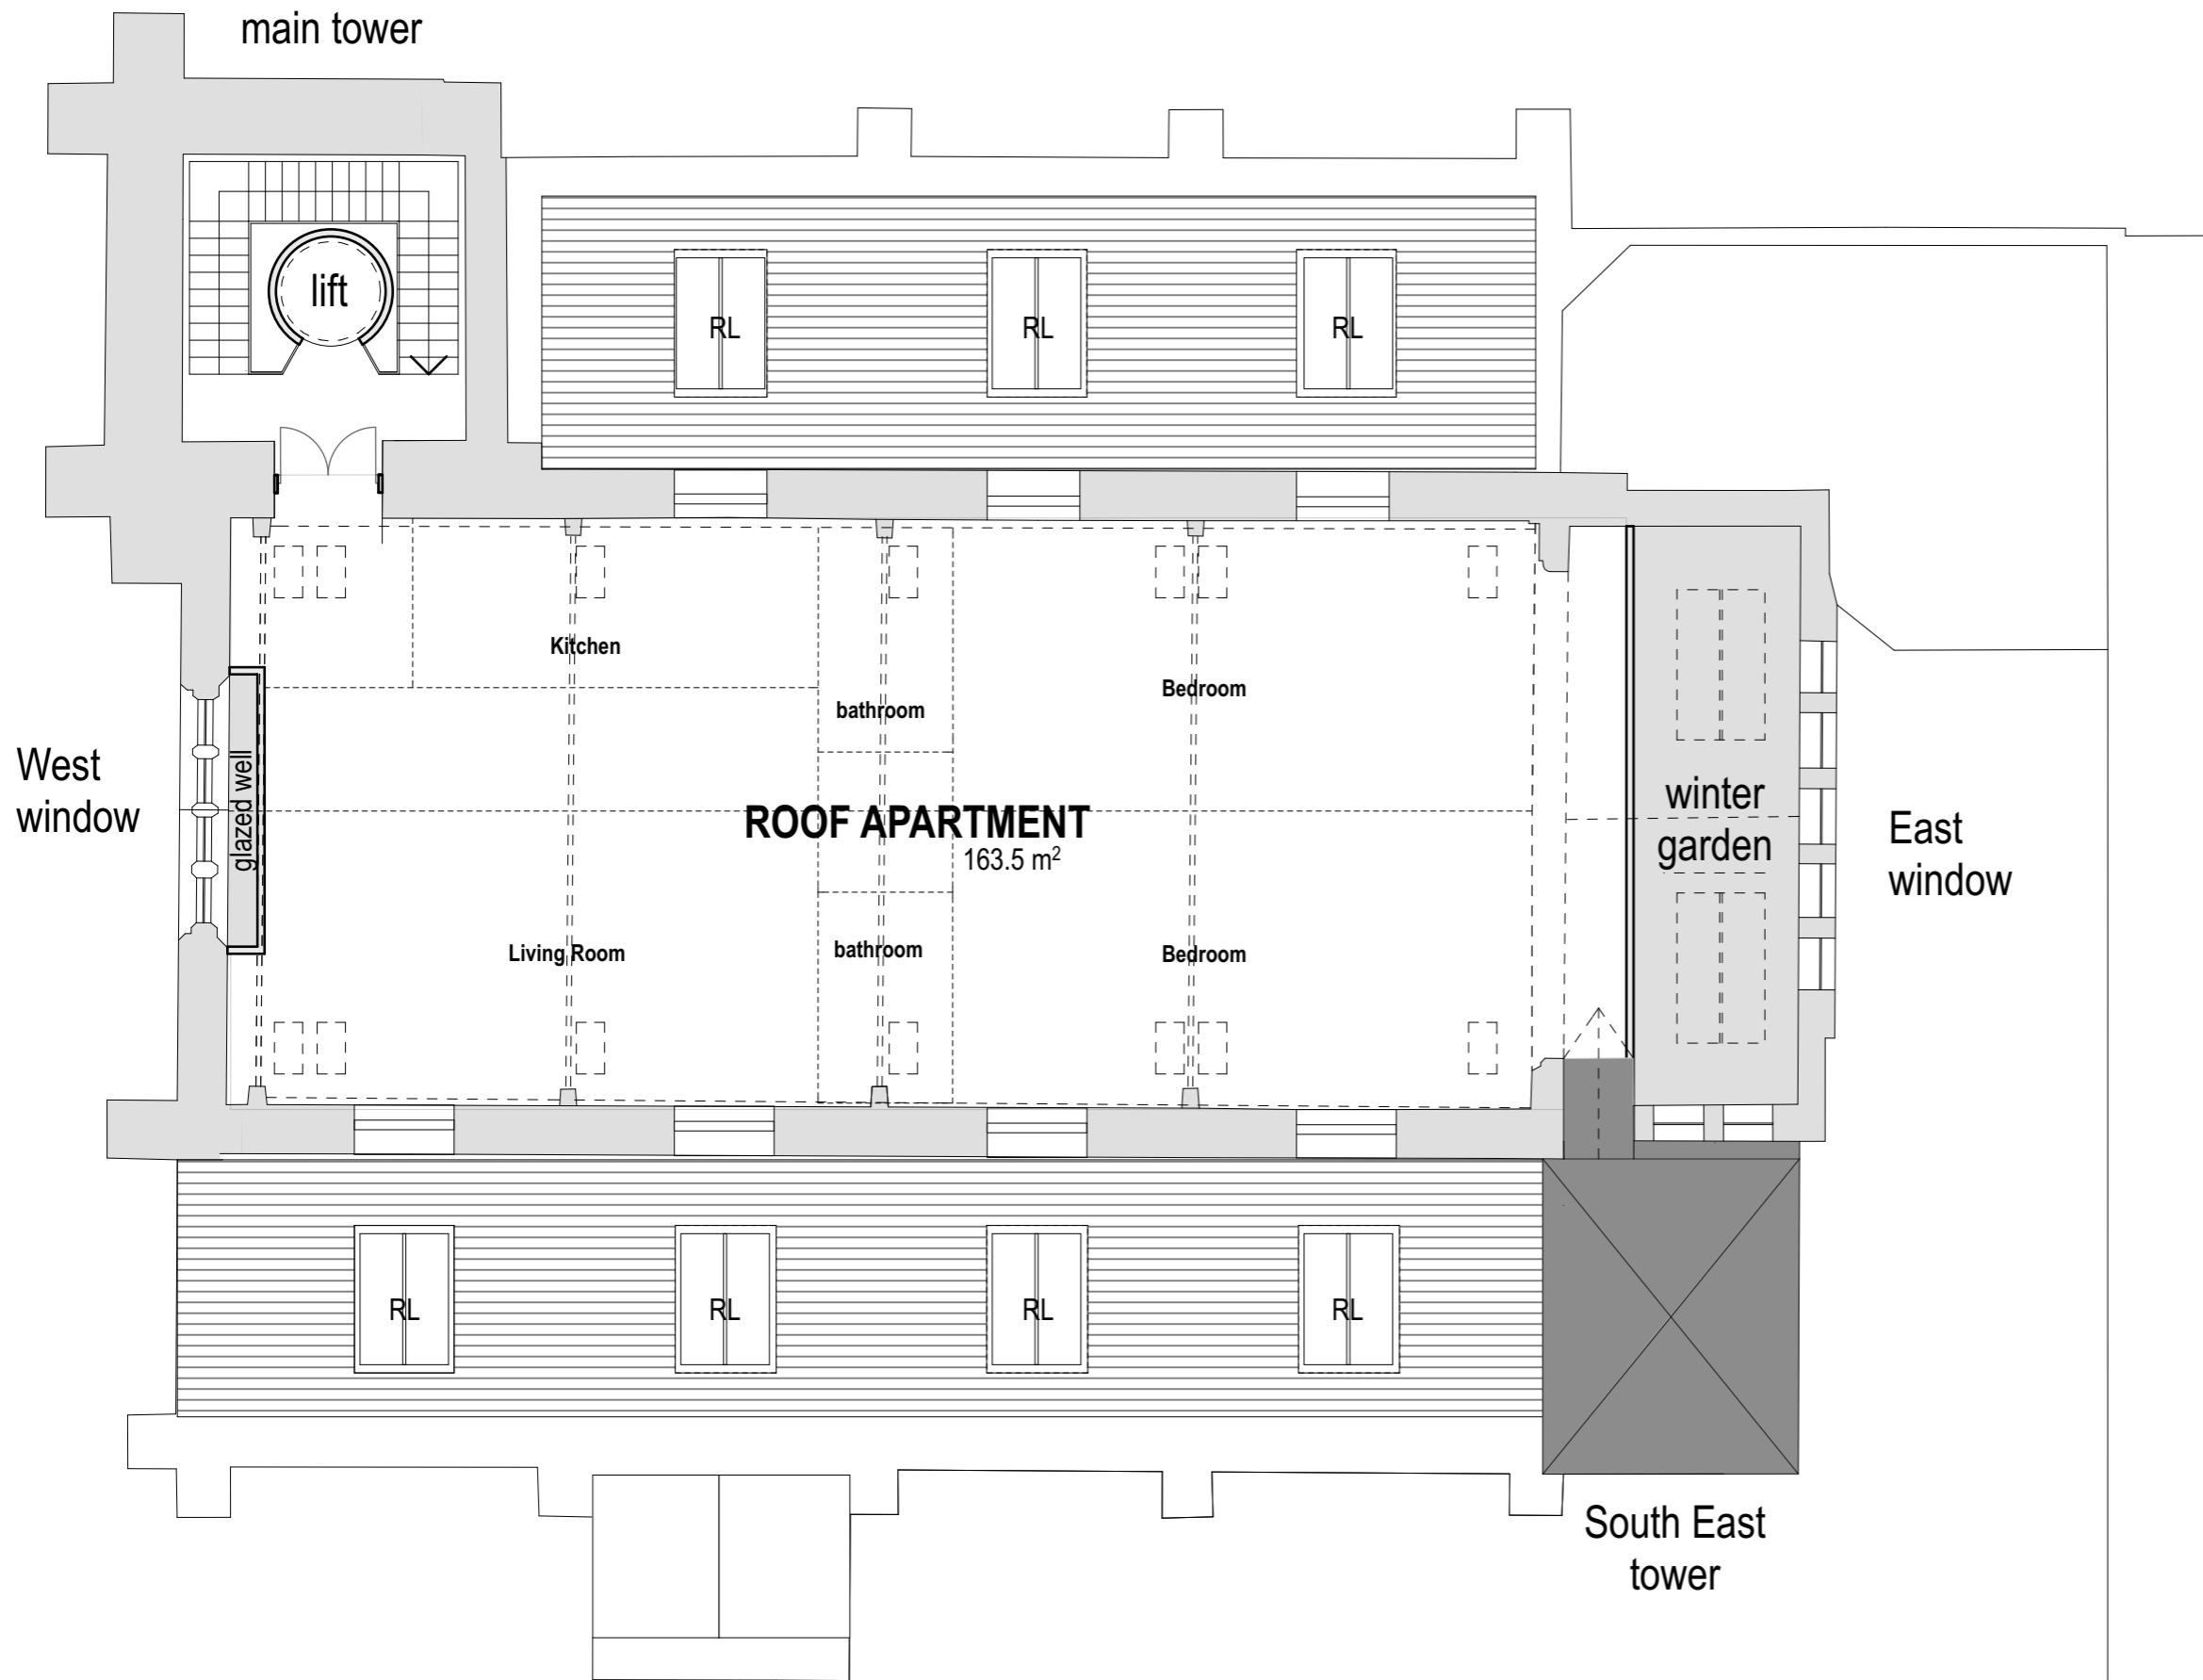 main tower
lift
RL
RL
RL
Kitchen
bathroom
Bedroom
West
window
glazed well
ROOF APARTMENT
163.5 m²
winter
garden
East
window
Living Room
bathroom
Bedroom
RL
RL
RL
RL
South East
tower